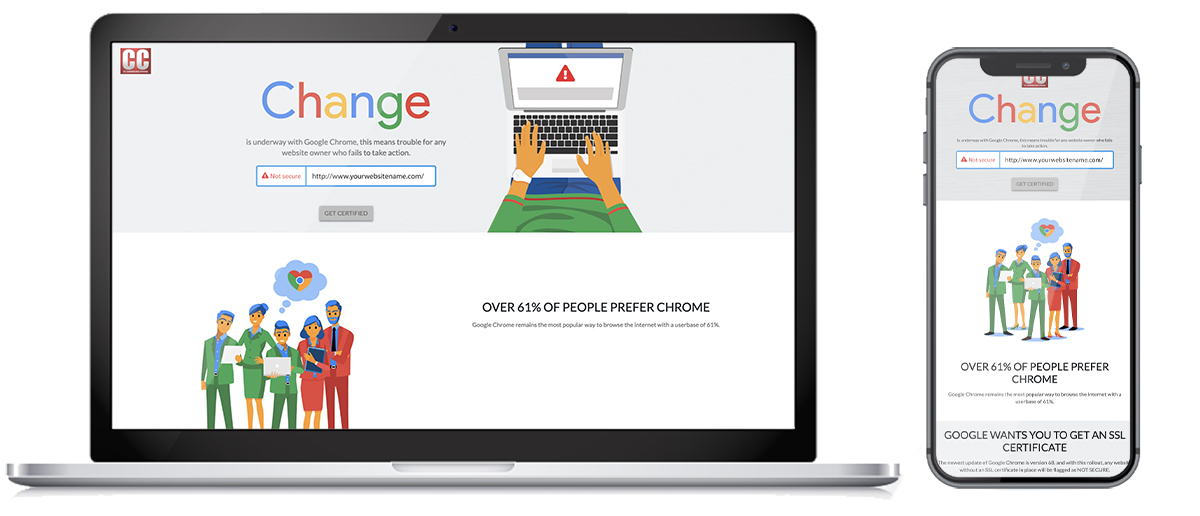 CC
Change
is underway with Google Chrome, this means trouble for any
website owner who fails to take action.
Not secure
http://www.yourwebsitename.com/
GET CERTIFIED
OVER 61% OF PEOPLE PREFER CHROME
Google Chrome remains the most popular way to browse the internet with a userbase of 61%.
CC
Change
is underway with Google Chrome, this means trouble for any website owner who fails
to take action.
Not secure
http://www.yourwebsitename.com/
GET CERTIFIED
OVER 61% OF PEOPLE PREFER
CHROME
Google Chrome remains the most popular way to browse the internet with a
userbase of 61%.
GOOGLE WANTS YOU TO GET AN SSL
CERTIFICATE
The newest update of Google Chrome is version 68, and with this rollout, any
without an SSL certificate in place will be flagged as NOT SECURE.